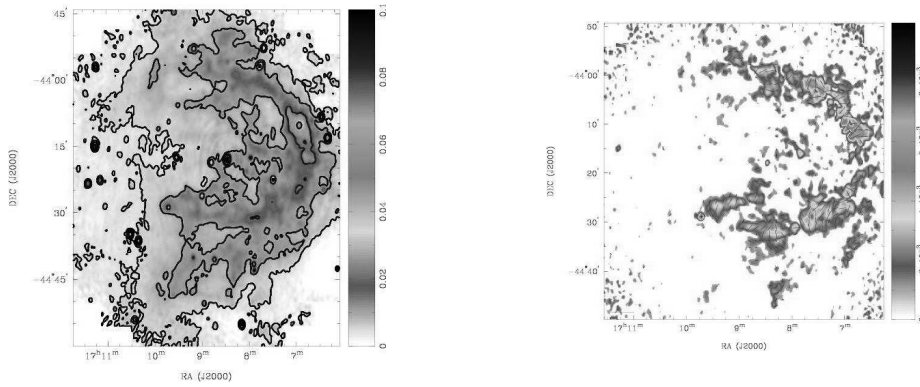 45'
−44° 00'
15'
30'
−44° 45'
DEC (J2000)
17ʰ11ᵐ
10ᵐ
9ᵐ
8ᵐ
7ᵐ
RA (J2000)
0.1
0.08
0.06
0.04
0.02
0
50'
−44° 00'
10'
20'
30'
−44° 40'
DEC (J2000)
17ʰ11ᵐ
10ᵐ
9ᵐ
8ᵐ
7ᵐ
RA (J2000)